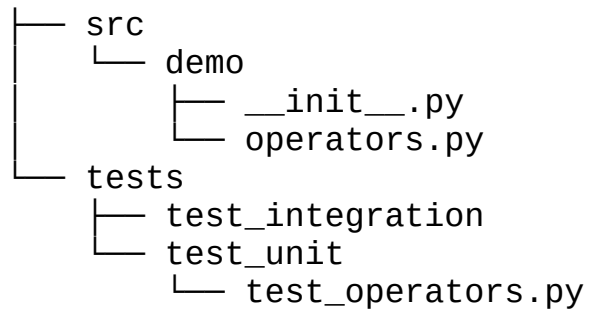 ├── src
│   └── demo
│       ├── __init__.py
│       └── operators.py
└── tests
    ├── test_integration
    └── test_unit
        └── test_operators.py